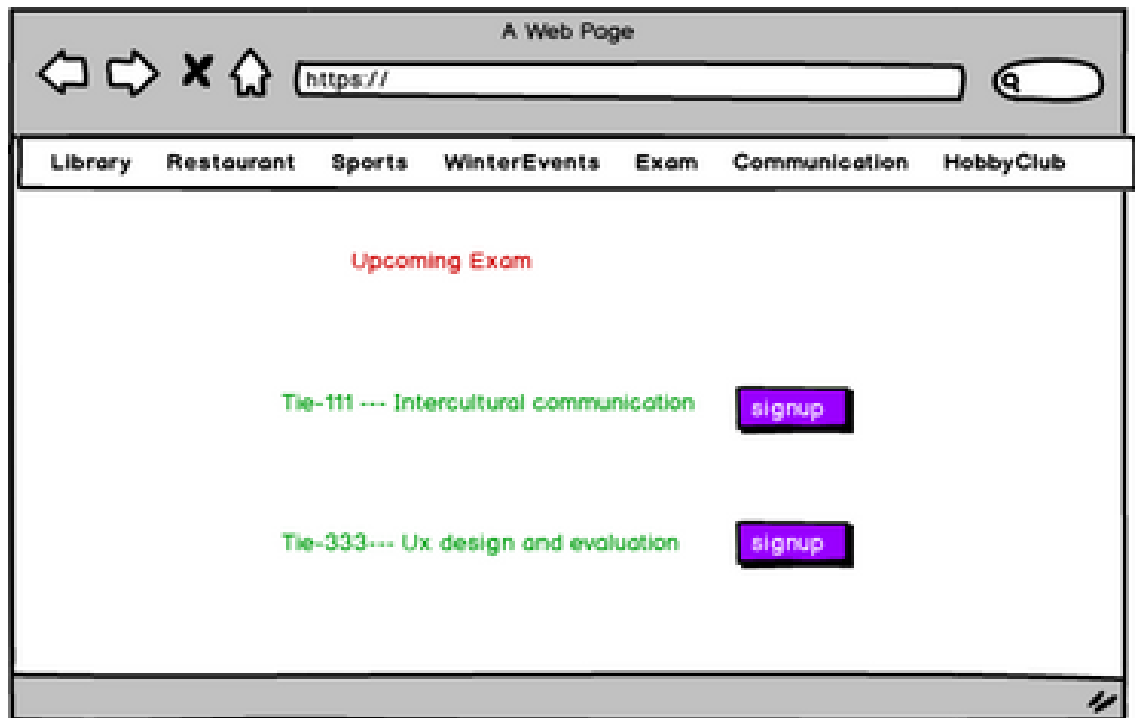 A Web Page
https://
Library Restaurant Sports WinterEvents Exam Communication HobbyClub
Upcoming Exam
Tie-111 --- Intercultural communication signup
Tie-333--- Ux design and evaluation signup